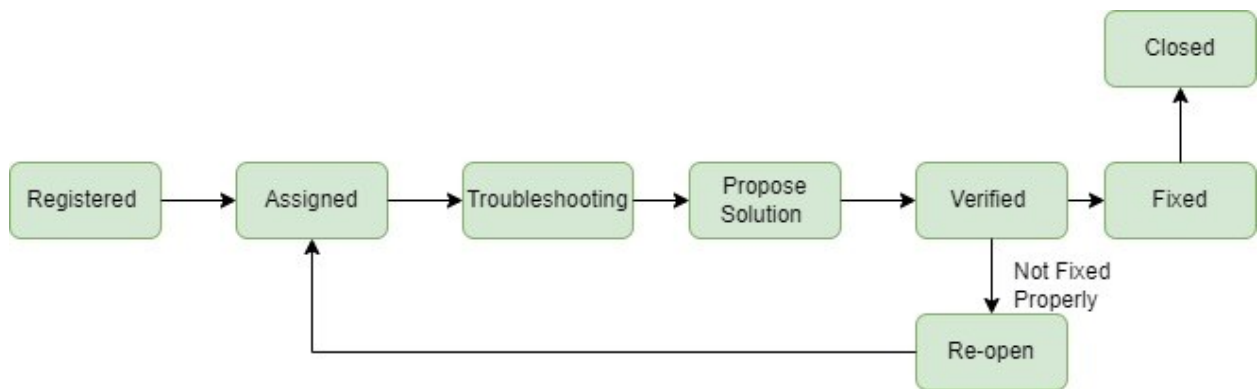 Closed
Registered
Assigned
Troubleshooting
Propose
Solution
Verified
Fixed
Not Fixed
Properly
Re-open